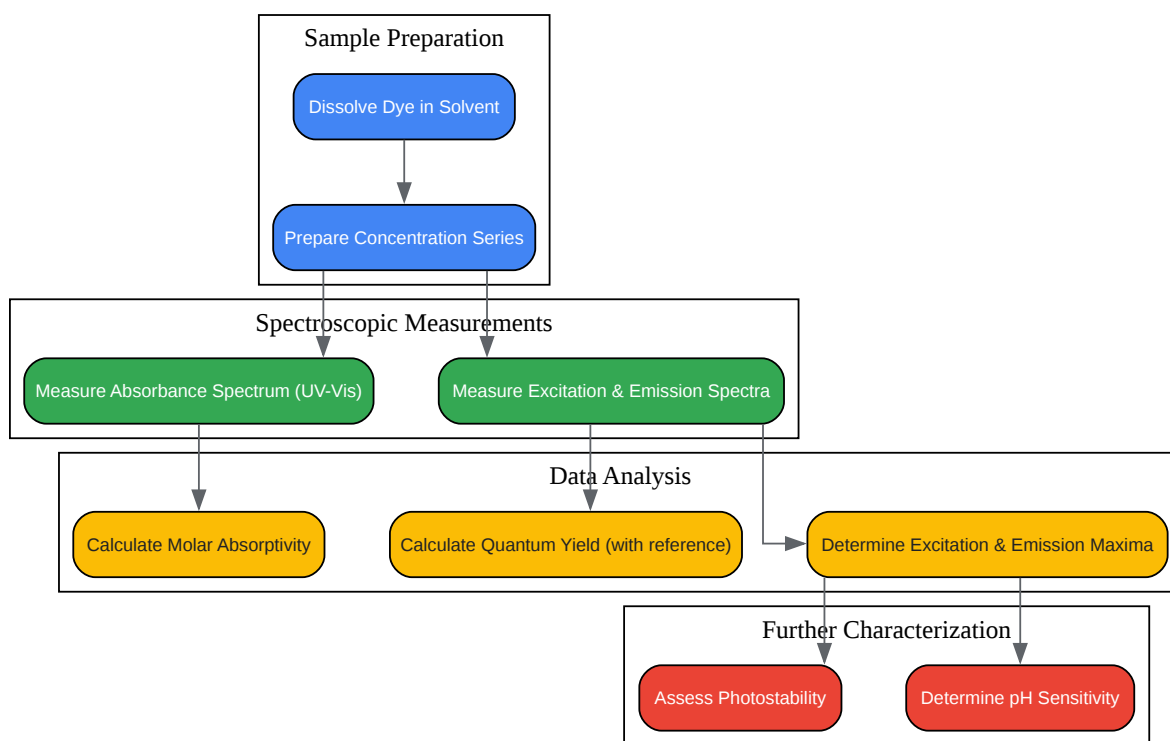 Sample Preparation
Dissolve Dye in Solvent
Prepare Concentration Series
Spectroscopic Measurements
Measure Absorbance Spectrum (UV-Vis)
Measure Excitation & Emission Spectra
Data Analysis
Calculate Molar Absorptivity
Calculate Quantum Yield (with reference)
Determine Excitation & Emission Maxima
Further Characterization
Assess Photostability
Determine pH Sensitivity